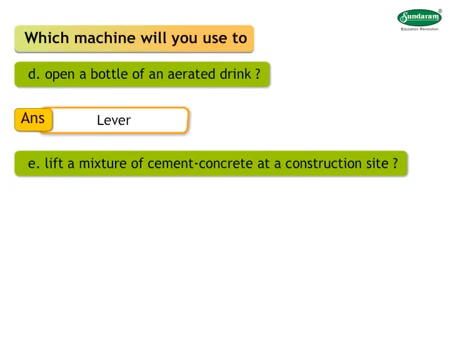 Sundaram®
Education Revolution
Which machine will you use to
d. open a bottle of an aerated drink ?
Ans
Lever
e. lift a mixture of cement-concrete at a construction site ?